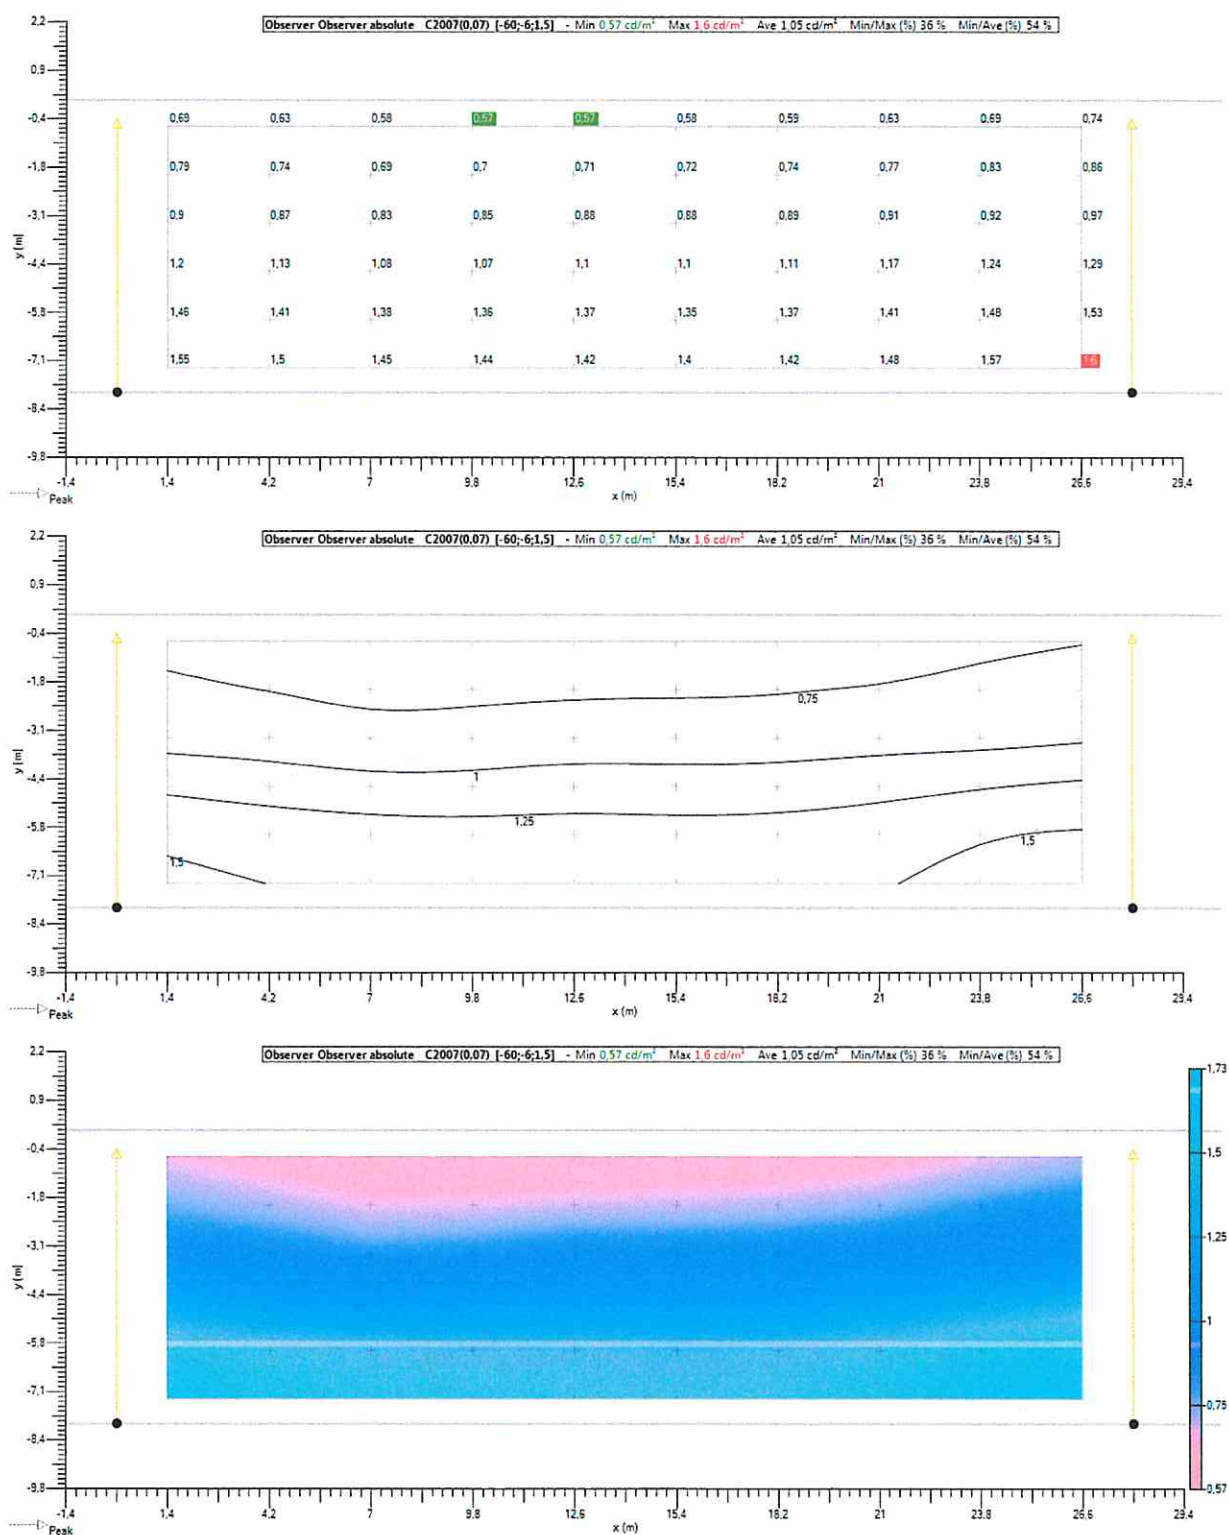 Observer Observer absolute C2007(0,07) [-60;-6;1,5] - Min 0,57 cd/m² Max 1,6 cd/m² Ave 1,05 cd/m² Min/Max (%) 36 % Min/Ave (%) 54 %
2.2
0,9
-0,4 0,69 0,63 0,58 0,57 0,57 0,58 0,59 0,63 0,69 0,74
-1,8 0,79 0,74 0,69 0,7 0,71 0,72 0,74 0,77 0,83 0,86
-3,1 0,9 0,87 0,83 0,85 0,88 0,88 0,89 0,91 0,92 0,97
y [m]
-4,4 1,2 1,13 1,08 1,07 1,1 1,1 1,11 1,17 1,24 1,29
-5,8 1,46 1,41 1,38 1,36 1,37 1,35 1,37 1,41 1,48 1,53
-7,1 1,55 1,5 1,45 1,44 1,42 1,4 1,42 1,48 1,57 1,6
-8,4
-9,8
-1,4 1,4 4,2 7 9,8 12,6 15,4 18,2 21 23,8 26,6 29,4
Peak
x (m)
Observer Observer absolute C2007(0,07) [-60;-6;1,5] - Min 0,57 cd/m² Max 1,6 cd/m² Ave 1,05 cd/m² Min/Max (%) 36 % Min/Ave (%) 54 %
2.2
0,9
-0,4
-1,8
0,75
-3,1
y [m]
1
-4,4
1,25
-5,8
1,5
1,5
-7,1
-8,4
-9,8
-1,4 1,4 4,2 7 9,8 12,6 15,4 18,2 21 23,8 26,6 29,4
Peak
x (m)
Observer Observer absolute C2007(0,07) [-60;-6;1,5] - Min 0,57 cd/m² Max 1,6 cd/m² Ave 1,05 cd/m² Min/Max (%) 36 % Min/Ave (%) 54 %
2.2
0,9
-0,4
-1,8
-3,1
y [m]
-4,4
-5,8
-7,1
-8,4
-9,8
1,73
1,5
1,25
1
0,75
0,57
-1,4 1,4 4,2 7 9,8 12,6 15,4 18,2 21 23,8 26,6 29,4
Peak
x (m)